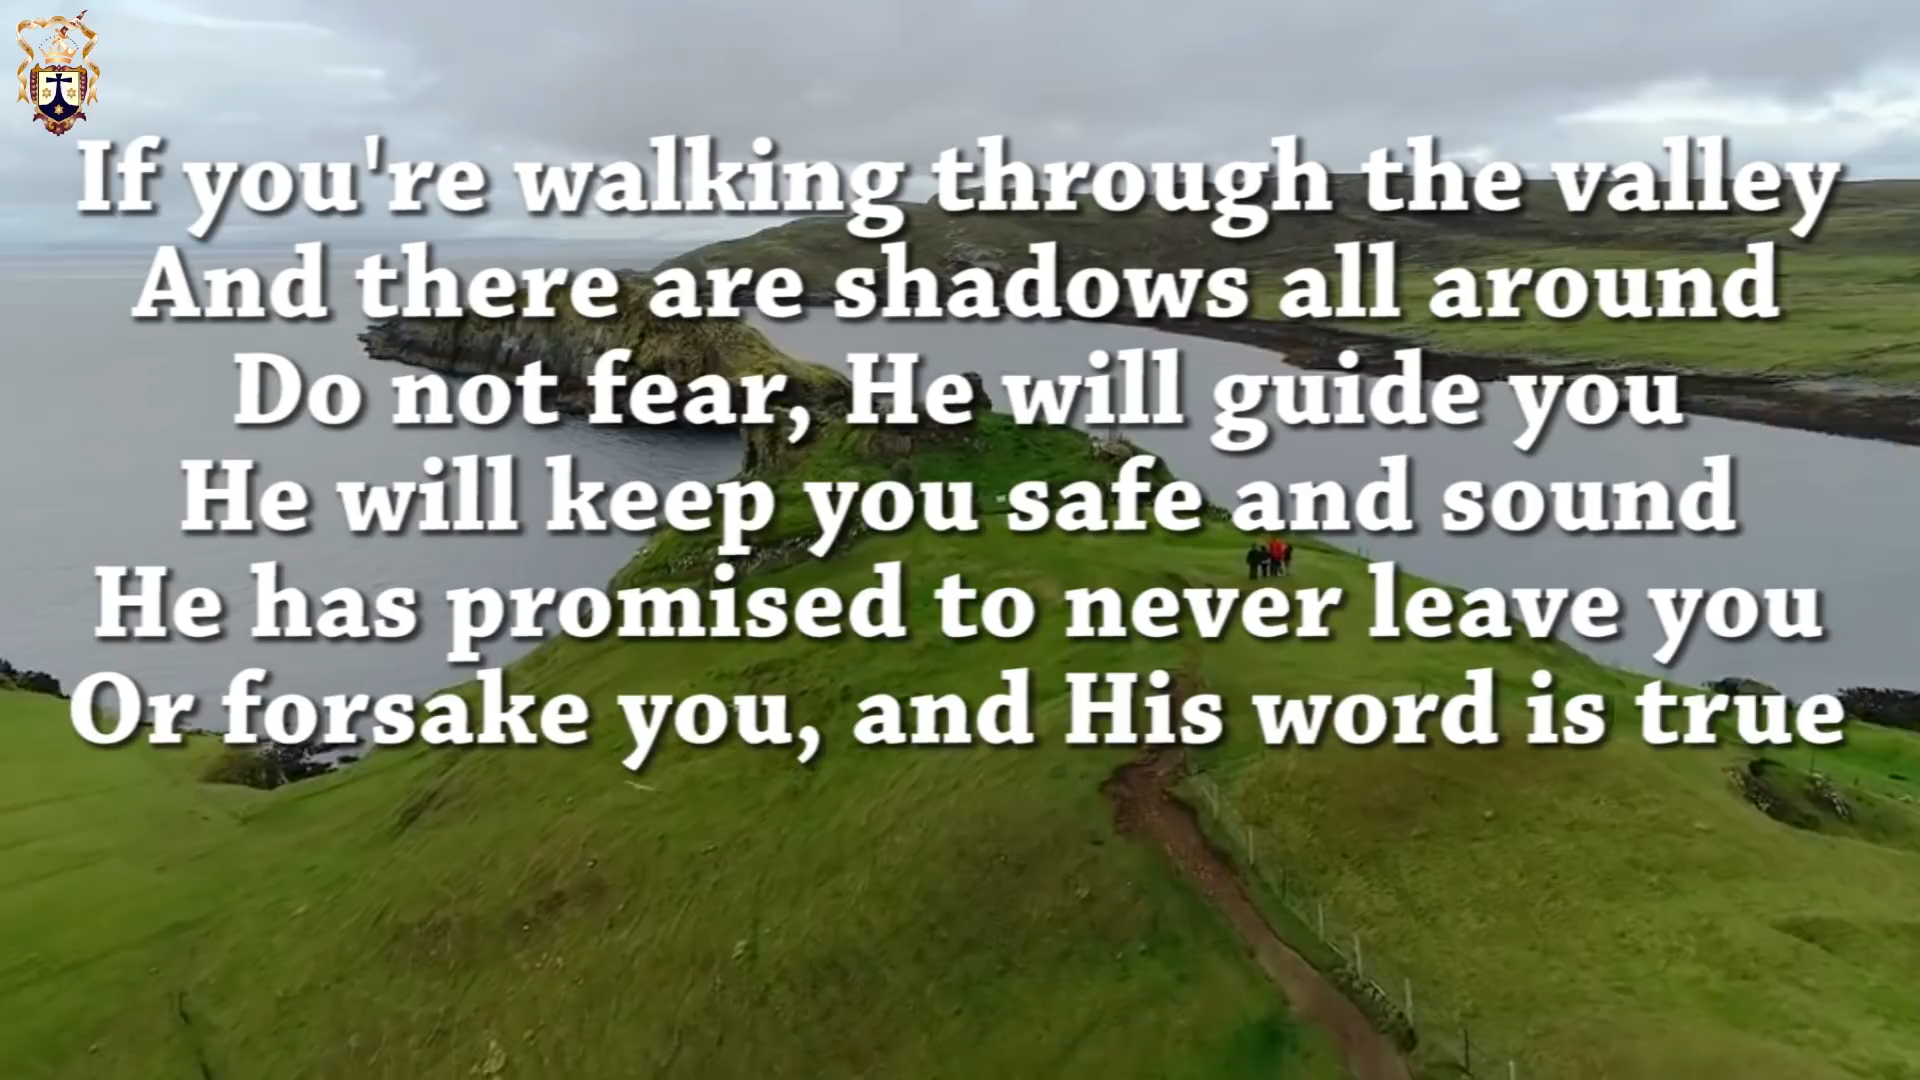 If you're walking through the valley
And there are shadows all around
Do not fear, He will guide you
He will keep you safe and sound
He has promised to never leave you
Or forsake you, and His word is true